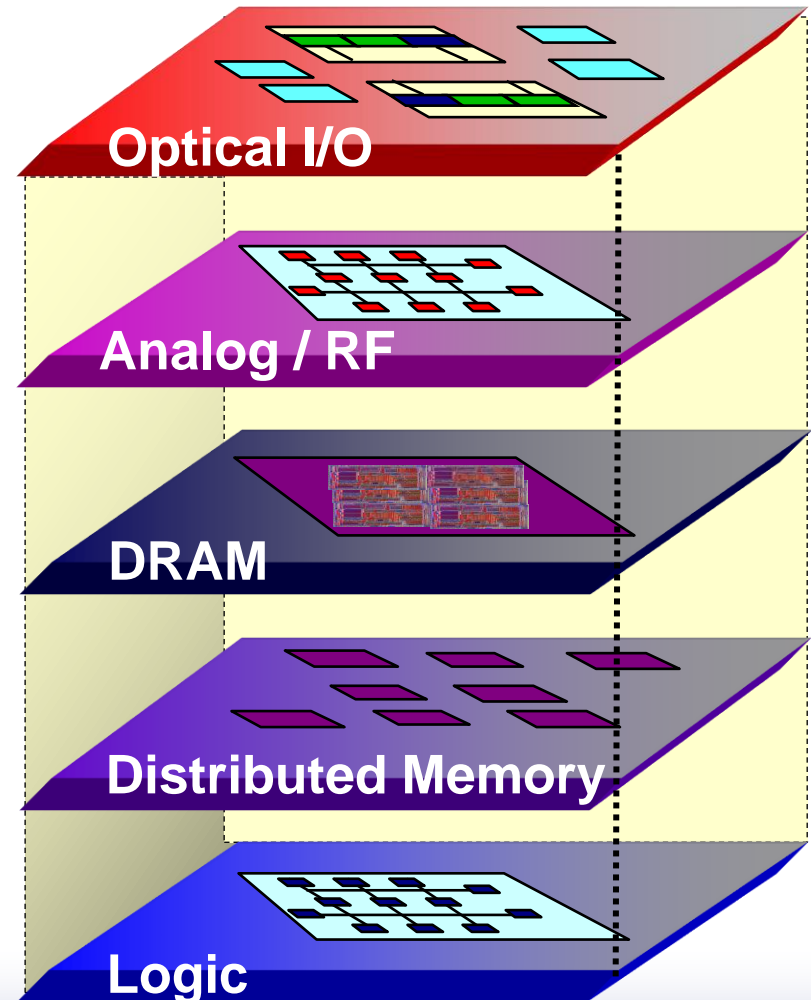 Optical I/O
Analog / RF
DRAM
Distributed Memory
Logic